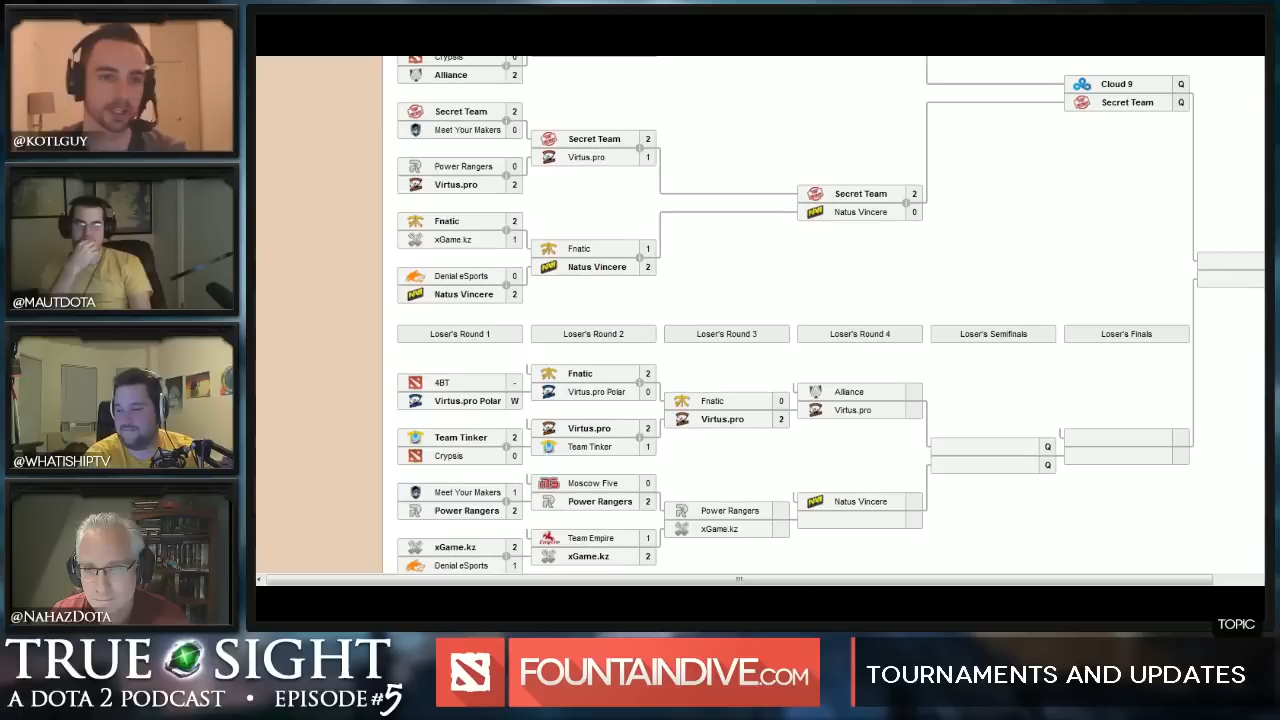 @KOTLGUY
@MAUTDOTA
@WHATISHIPTV
@NAHAZDOTA
Crypsis 0
Alliance 2
Secret Team 2
Meet Your Makers 0
Power Rangers 0
Virtus.pro 2
Fnatic 2
xGame.kz 1
Denial eSports 0
Natus Vincere 2
Secret Team 2
Virtus.pro 1
Fnatic 1
Natus Vincere 2
Secret Team 2
Natus Vincere 0
Cloud 9 Q
Secret Team Q
Loser's Round 1
Loser's Round 2
Loser's Round 3
Loser's Round 4
Loser's Semifinals
Loser's Finals
4BT -
Virtus.pro Polar W
Team Tinker 2
Crypsis 0
Meet Your Makers 1
Power Rangers 2
xGame.kz 2
Denial eSports 1
Fnatic 2
Virtus.pro Polar 0
Virtus.pro 2
Team Tinker 1
Moscow Five 0
Power Rangers 2
Team Empire 1
xGame.kz 2
Fnatic 0
Virtus.pro 2
Power Rangers
xGame.kz
Alliance
Virtus.pro
Natus Vincere
Q
Q
TOPIC
TRUE SIGHT
A DOTA 2 PODCAST • EPISODE #5
FOUNTAINDIVE.COM
TOURNAMENTS AND UPDATES